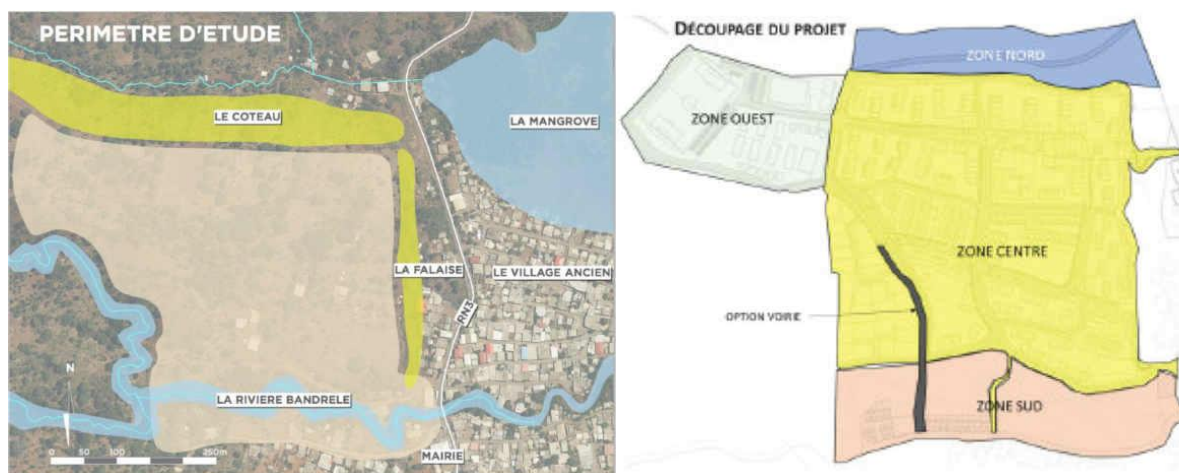 PERIMETRE D'ETUDE
LE COTEAU
LA MANGROVE
LA FALAISE
LE VILLAGE ANCIEN
RN3
N
LA RIVIERE BANDRELE
0 50 100 250m
MAIRIE
DÉCOUPAGE DU PROJET
ZONE NORD
ZONE OUEST
ZONE CENTRE
OPTION VOIRIE
ZONE SUD